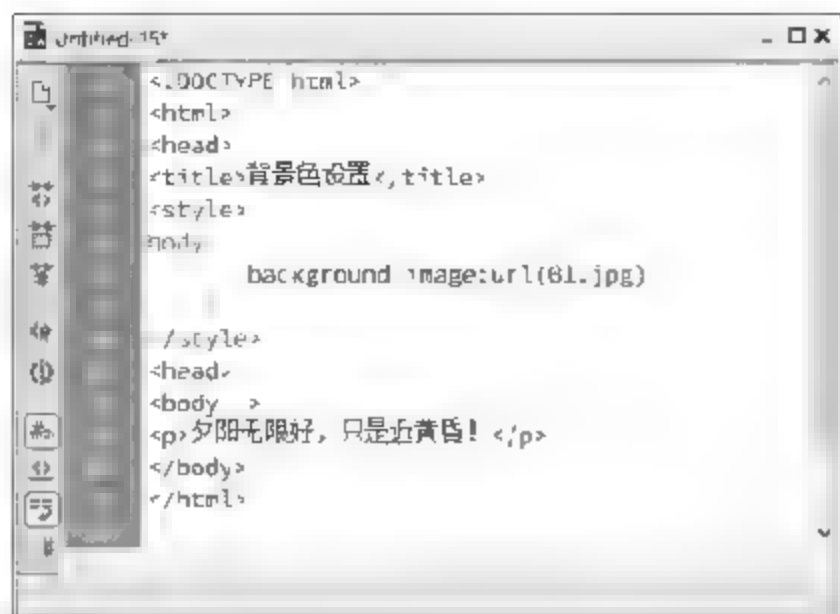 Untitled-15*
<!DOCTYPE html>
<html>
<head>
<title>背景色设置</title>
<style>
body
background-image:url(01.jpg)
</style>
<head>
<body >
<p>夕阳无限好，只是近黄昏！</p>
</body>
</html>